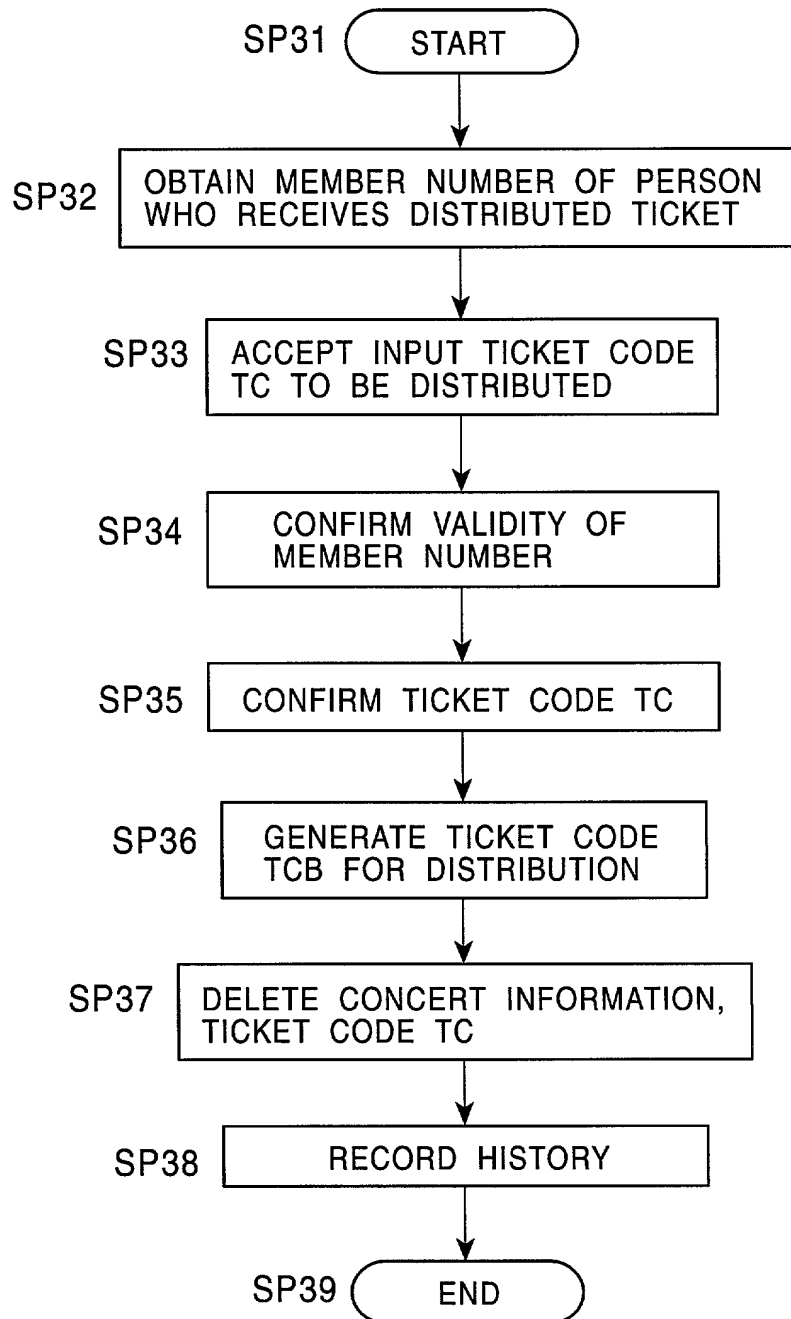 SP31 START
SP32 OBTAIN MEMBER NUMBER OF PERSON
WHO RECEIVES DISTRIBUTED TICKET
SP33 ACCEPT INPUT TICKET CODE
TC TO BE DISTRIBUTED
SP34 CONFIRM VALIDITY OF
MEMBER NUMBER
SP35 CONFIRM TICKET CODE TC
SP36 GENERATE TICKET CODE
TCB FOR DISTRIBUTION
SP37 DELETE CONCERT INFORMATION,
TICKET CODE TC
SP38 RECORD HISTORY
SP39 END